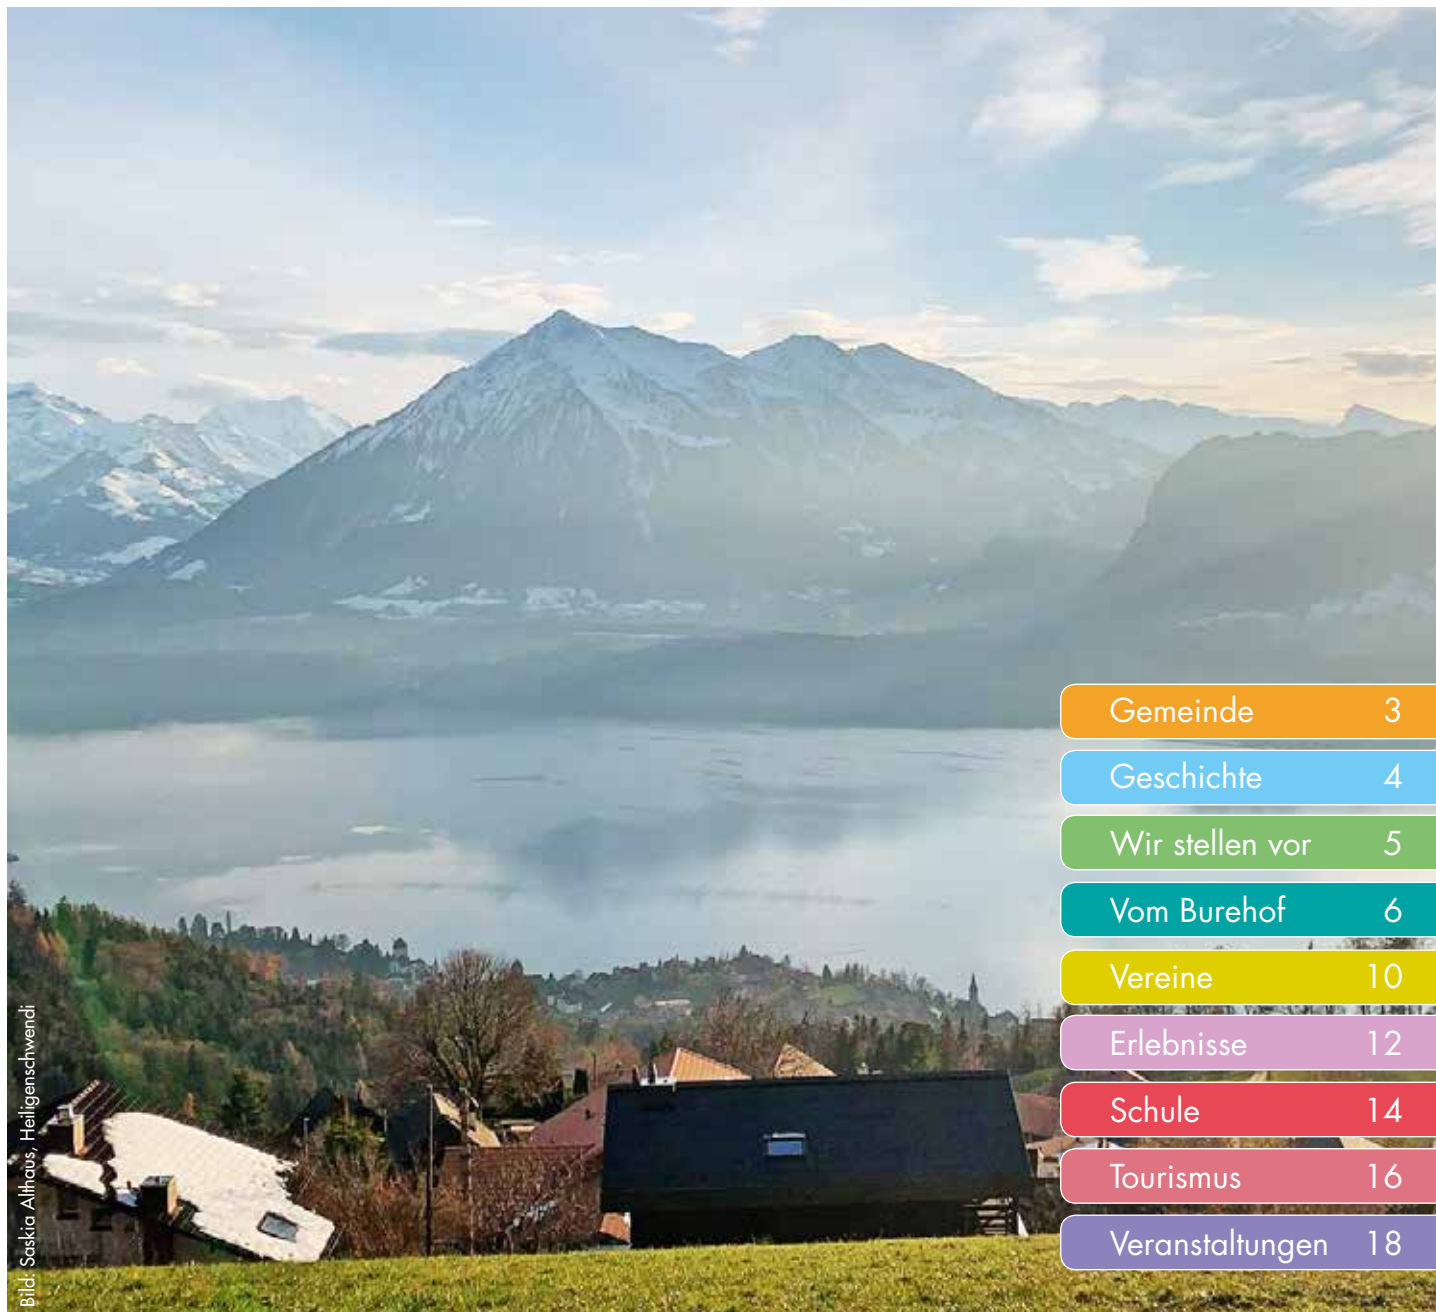 Gemeinde 3
Geschichte 4
Wir stellen vor 5
Vom Burehof 6
Vereine 10
Erlebnisse 12
Schule 14
Tourismus 16
Veranstaltungen 18
Bild: Saskia Althaus, Heiligenschwendi